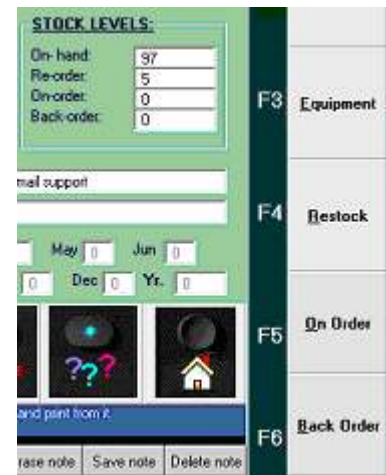 STOCK LEVELS:
On-hand: 97
Re-order: 5
On-order: 0
Back-order: 0
F3 Equipment
mail support
F4 Restock
May 0 Jun 0
0 Dec 0 Yr. 0
F5 On Order
???
and print from it.
F6 Back Order
rase note Save note Delete note